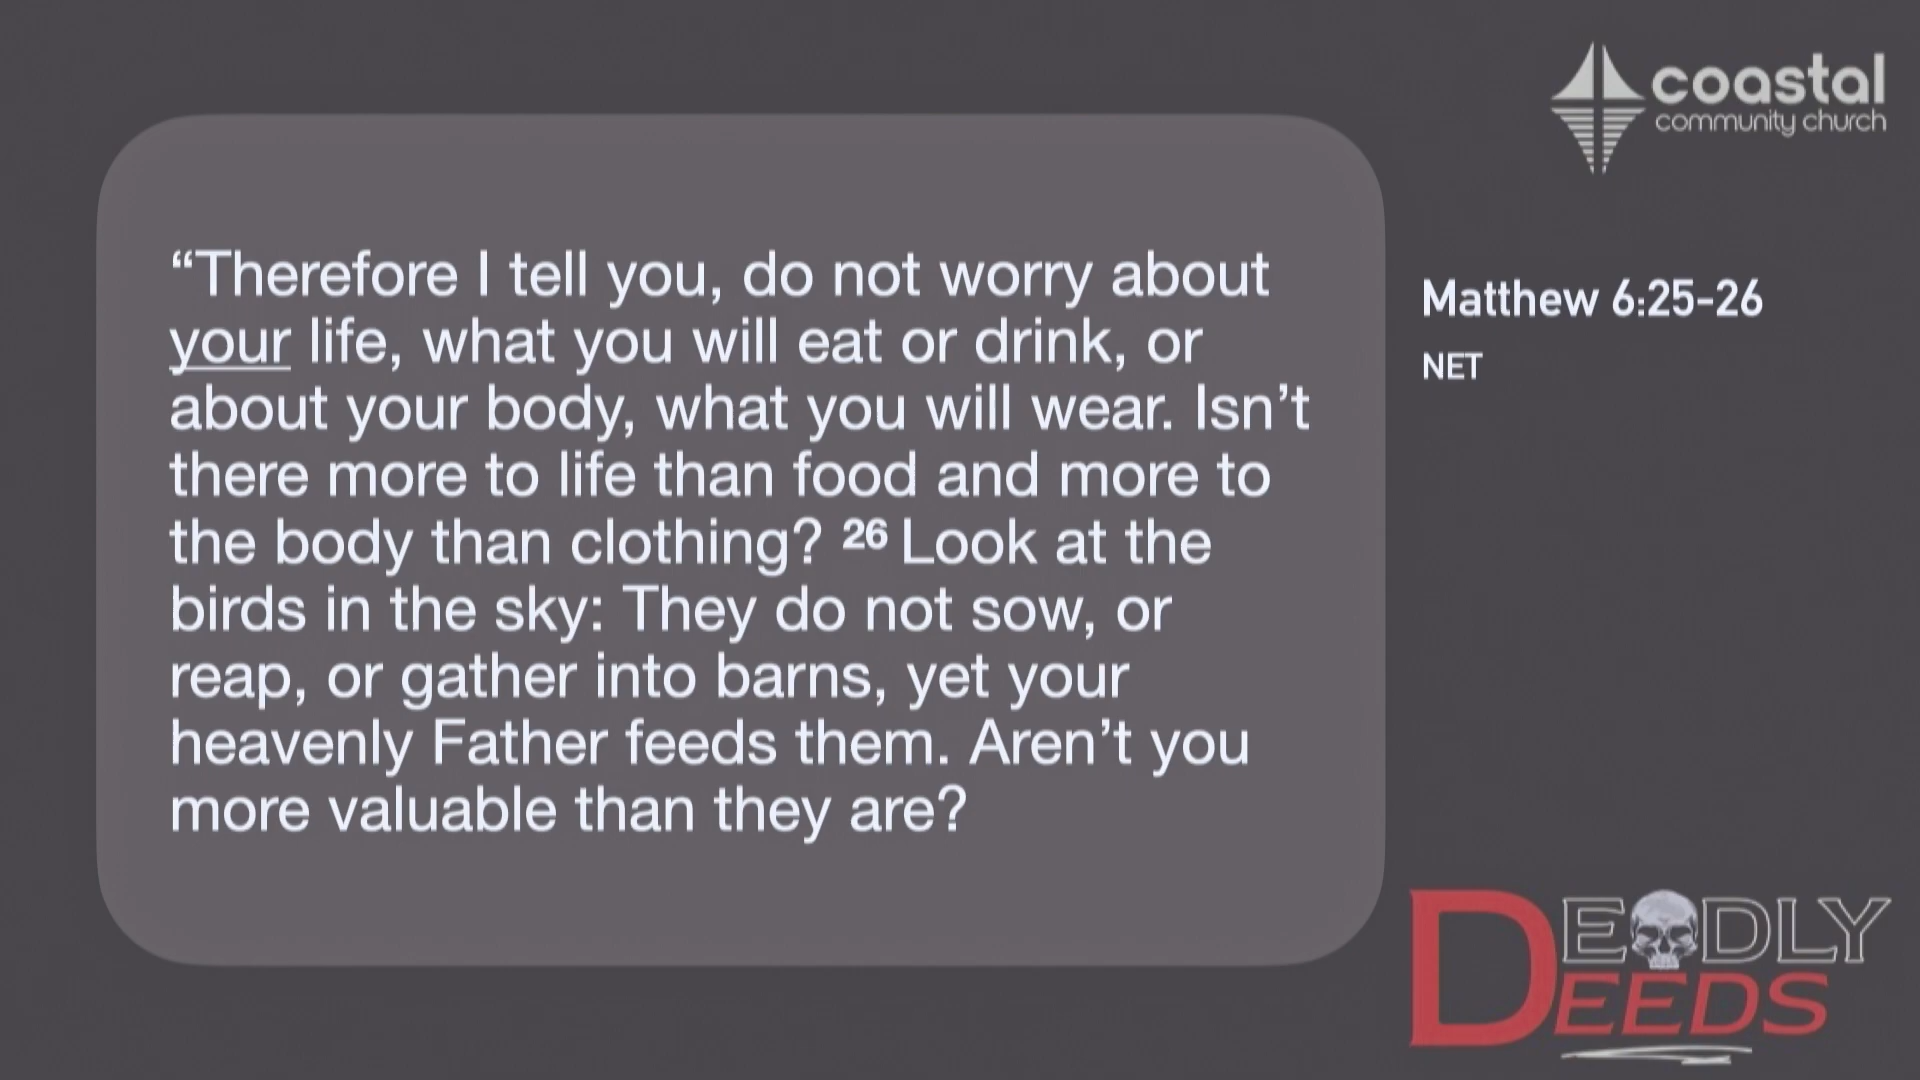 coastal
community church
“Therefore I tell you, do not worry about
your life, what you will eat or drink, or
about your body, what you will wear. Isn’t
there more to life than food and more to
the body than clothing? 26 Look at the
birds in the sky: They do not sow, or
reap, or gather into barns, yet your
heavenly Father feeds them. Aren’t you
more valuable than they are?
Matthew 6:25-26
NET
DEADLY
DEEDS